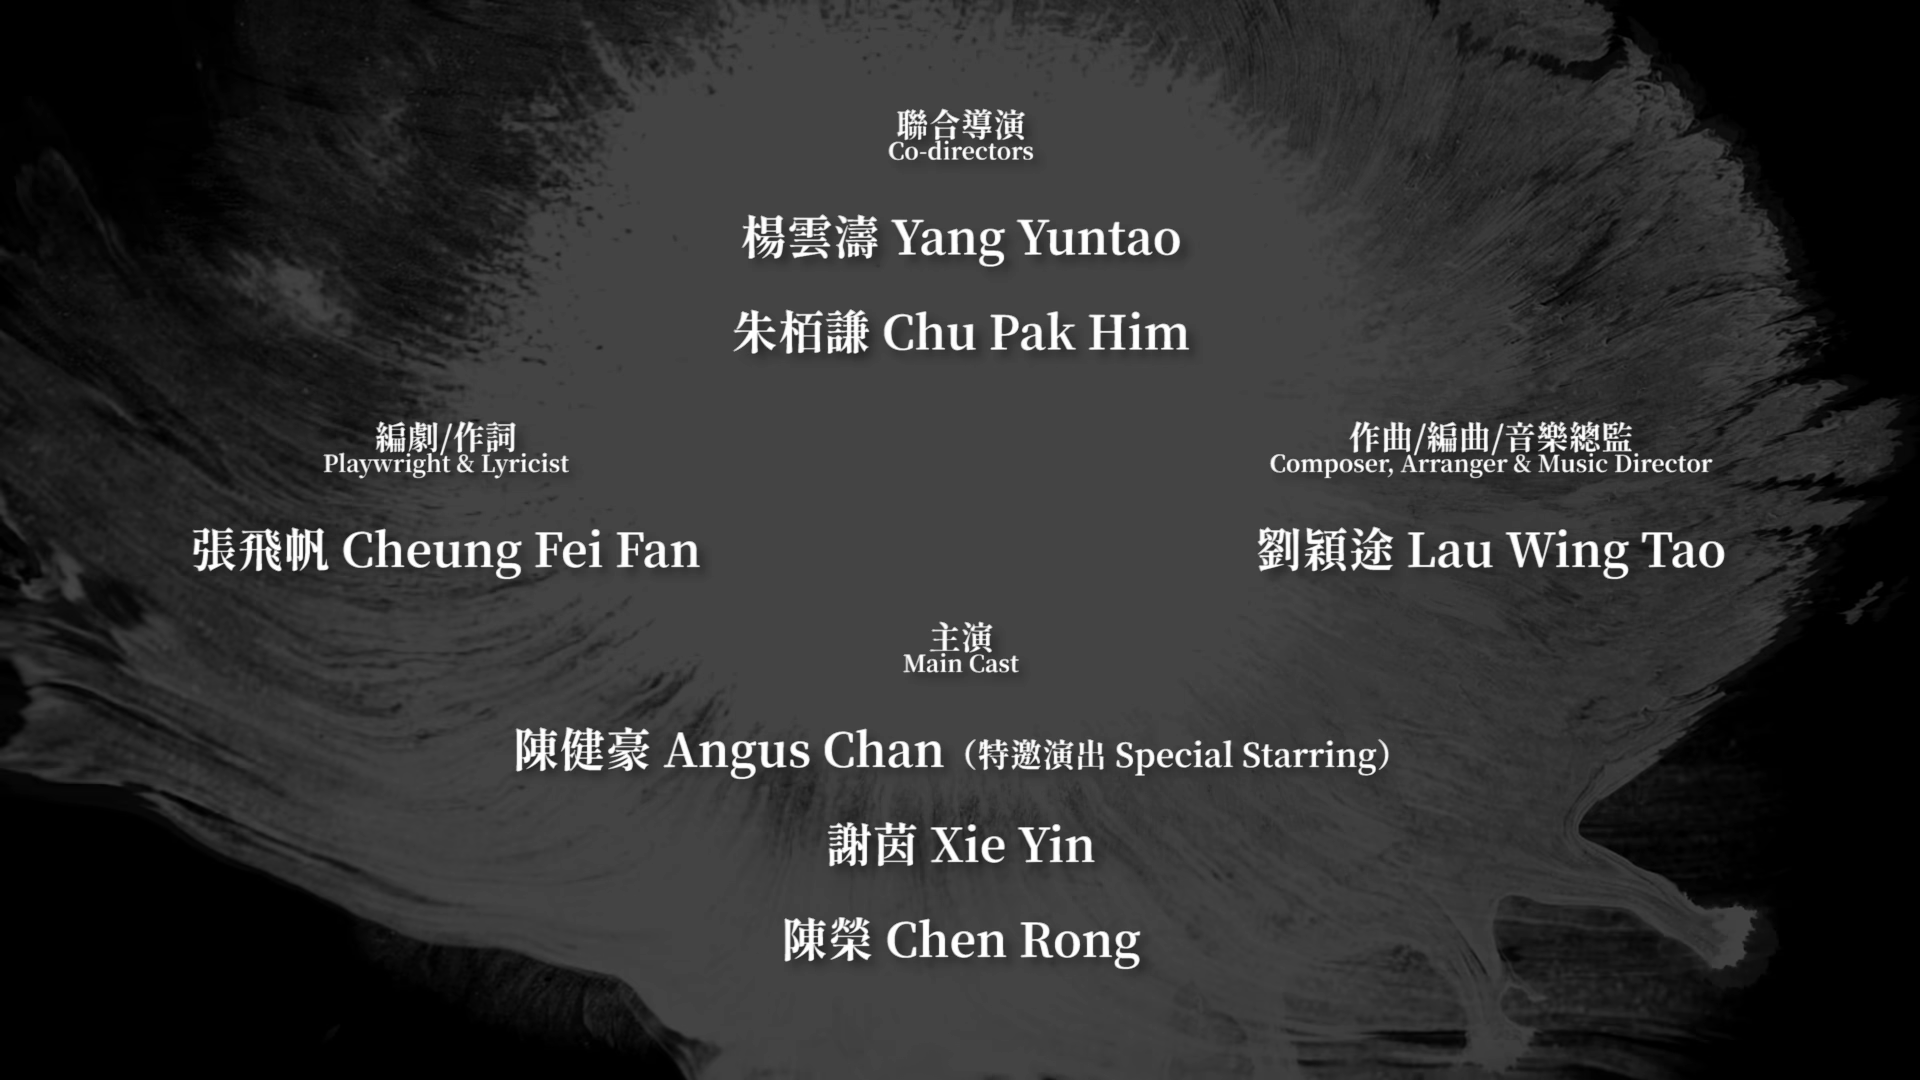 聯合導演
Co-directors
楊雲濤 Yang Yuntao
朱栢謙 Chu Pak Him
編劇/作詞
Playwright & Lyricist
張飛帆 Cheung Fei Fan
作曲/編曲/音樂總監
Composer, Arranger & Music Director
劉穎途 Lau Wing Tao
主演
Main Cast
陳健豪 Angus Chan（特邀演出 Special Starring）
謝茵 Xie Yin
陳榮 Chen Rong